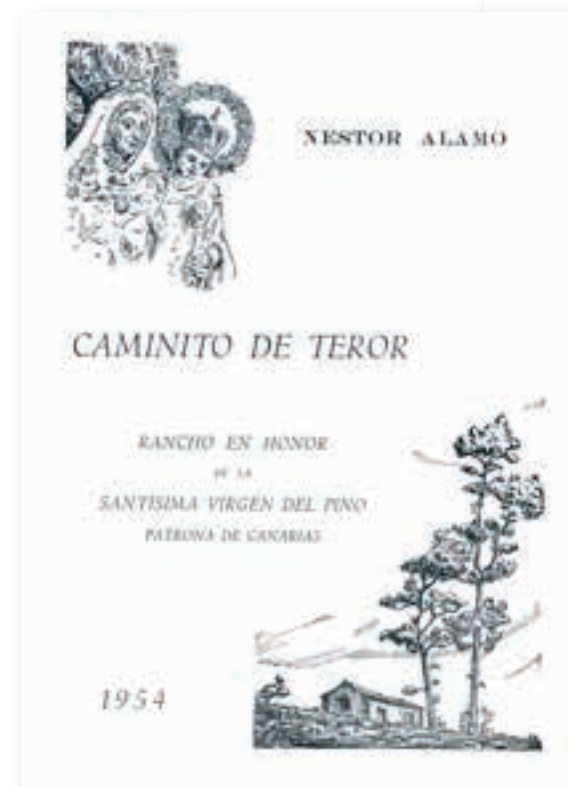 NESTOR ALAMO
CAMINITO DE TEROR
RANCHO EN HONOR
DE LA
SANTISIMA VIRGEN DEL PINO
PATRONA DE CANARIAS
1954